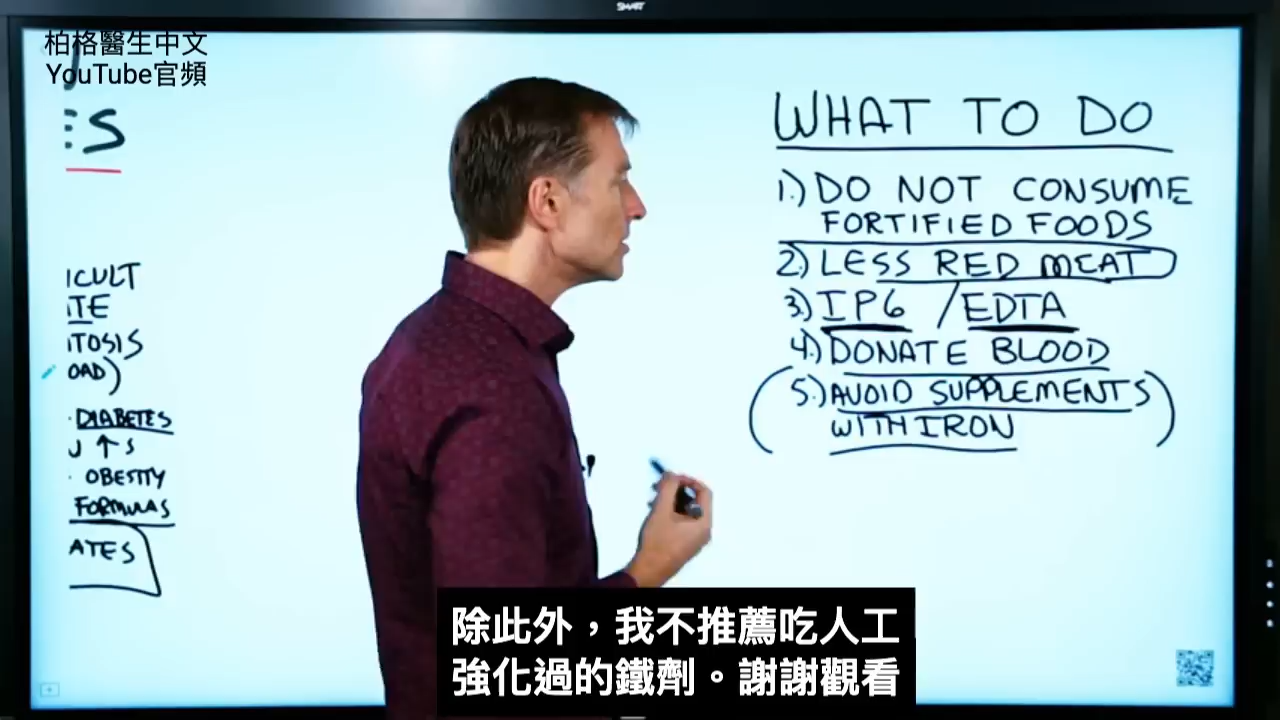 SMART
柏格醫生中文
YouTube官頻
ES
ICULT
ITE
ITOSIS
OAD)
· DIABETES
↑ S
· OBESITY
FORMULAS
ATES
WHAT TO DO
1.) DO NOT CONSUME
FORTIFIED FOODS
2.) LESS RED MEAT
3.) IP6 / EDTA
4.) DONATE BLOOD
(5.) AVOID SUPPLEMENTS)
WITH IRON
除此外，我不推薦吃人工
強化過的鐵劑。謝謝觀看